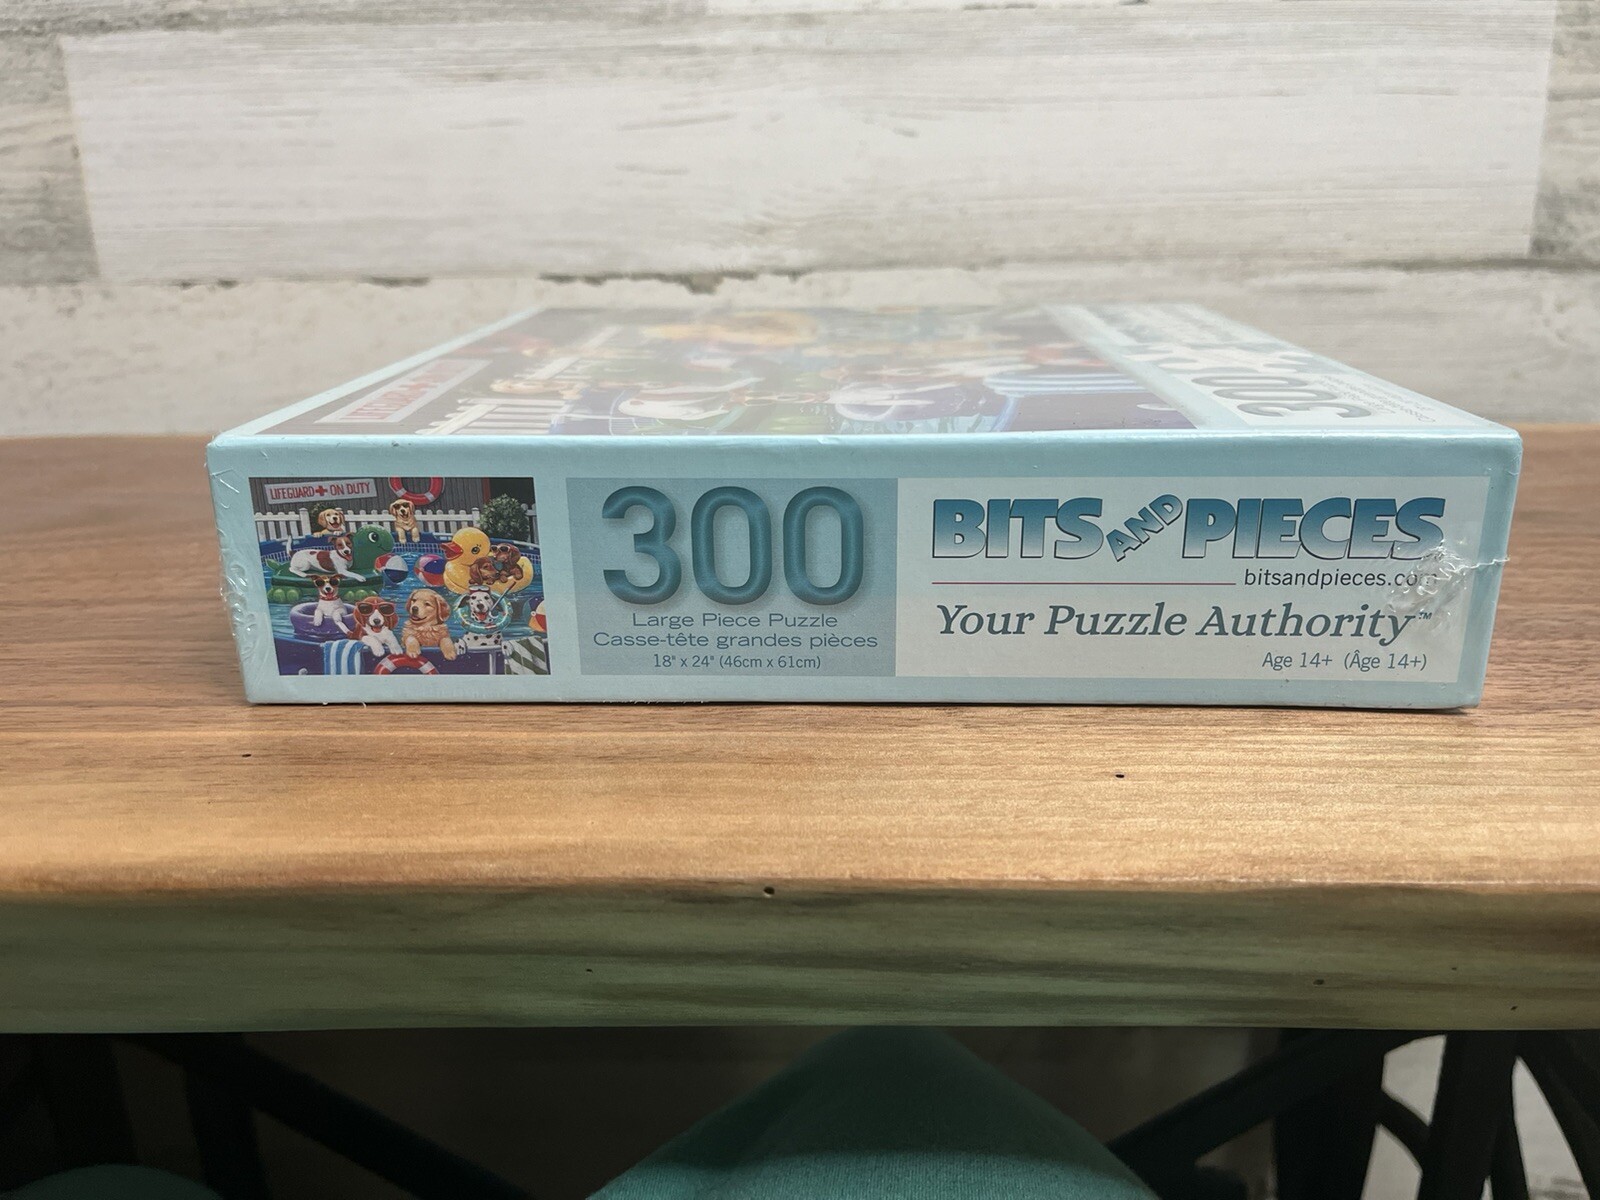 300
LIFEGUARD + ON DUTY
300
Large Piece Puzzle
Casse-tête grandes pièces
18" x 24" (46cm x 61cm)
BITS AND PIECES
bitsandpieces.com
Your Puzzle Authority™
Age 14+ (Âge 14+)